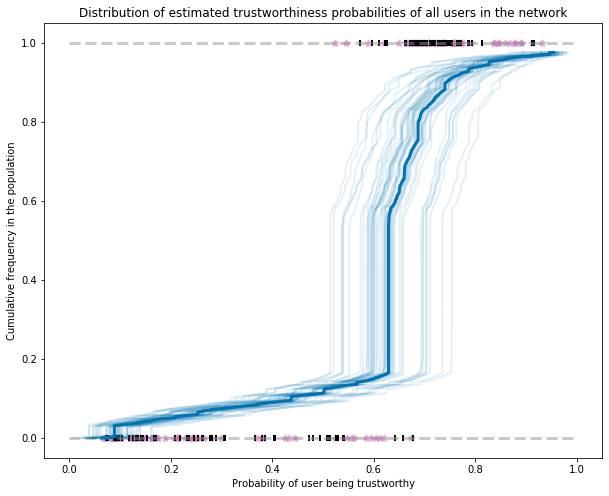 Distribution of estimated trustworthiness probabilities of all users in the network
1.0
0.8
0.6
0.4
0.2
0.0
Cumulative frequency in the population
0.0 0.2 0.4 0.6 0.8 1.0
Probability of user being trustworthy